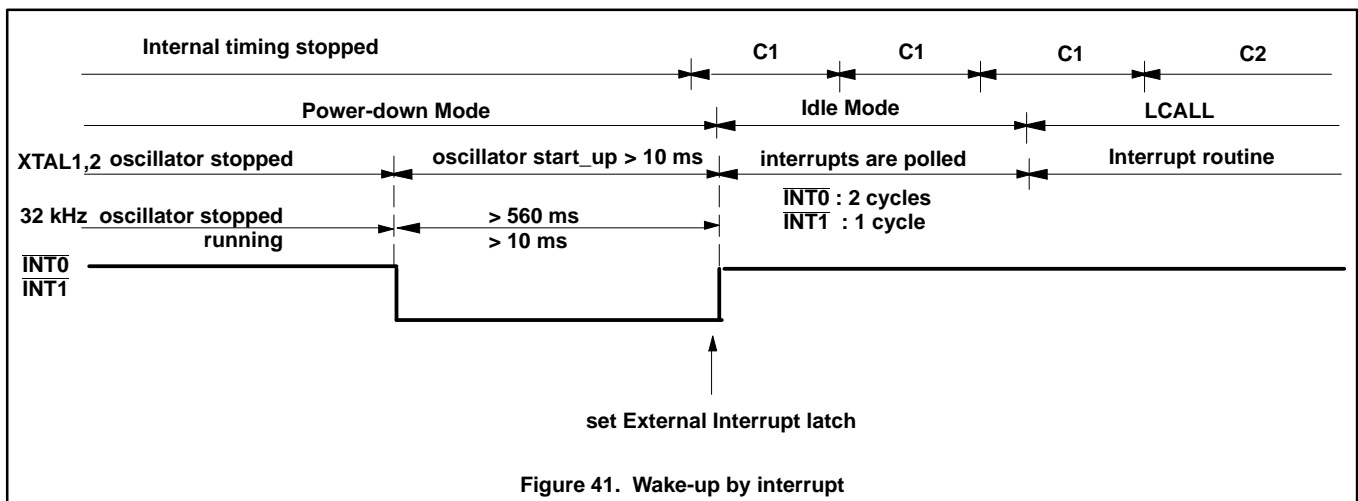 Internal timing stopped C1 C1 C1 C2
Power-down Mode Idle Mode LCALL
XTAL1,2 oscillator stopped oscillator start_up > 10 ms interrupts are polled Interrupt routine
INT0 : 2 cycles
32 kHz oscillator stopped > 560 ms INT1 : 1 cycle
running > 10 ms
INT0
INT1
set External Interrupt latch
Figure 41. Wake-up by interrupt